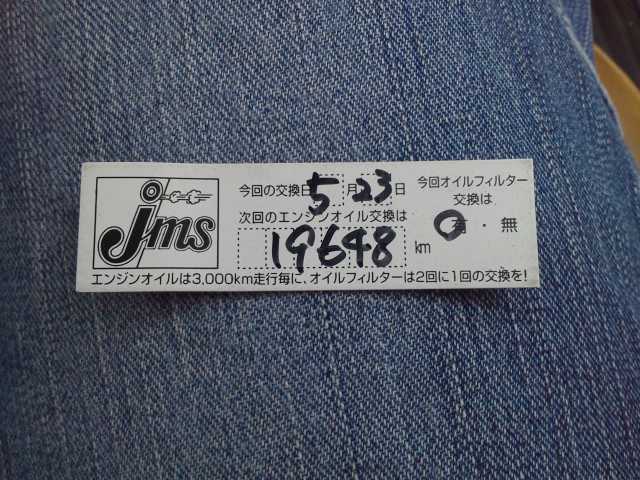 jms
今回の交換日 5 月 23 日
次回のエンジンオイル交換は
19648 km
今回オイルフィルター
交換は
有・無
エンジンオイルは3,000km走行毎に、オイルフィルターは2回に1回の交換を!